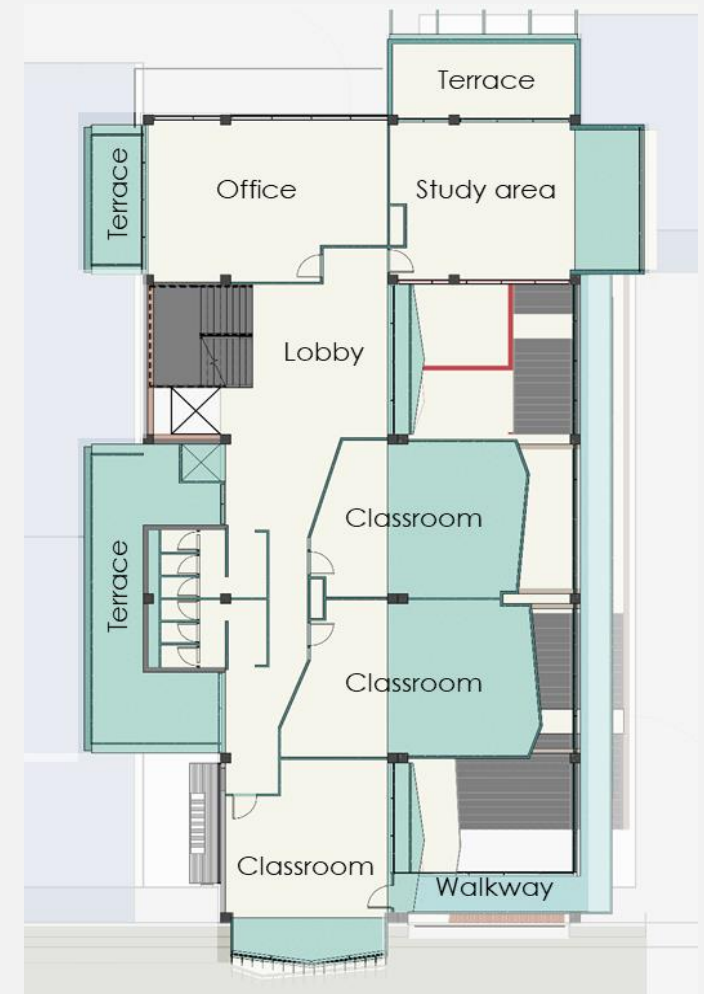 Terrace
Terrace
Office
Study area
Lobby
Classroom
Terrace
Classroom
Classroom
Walkway